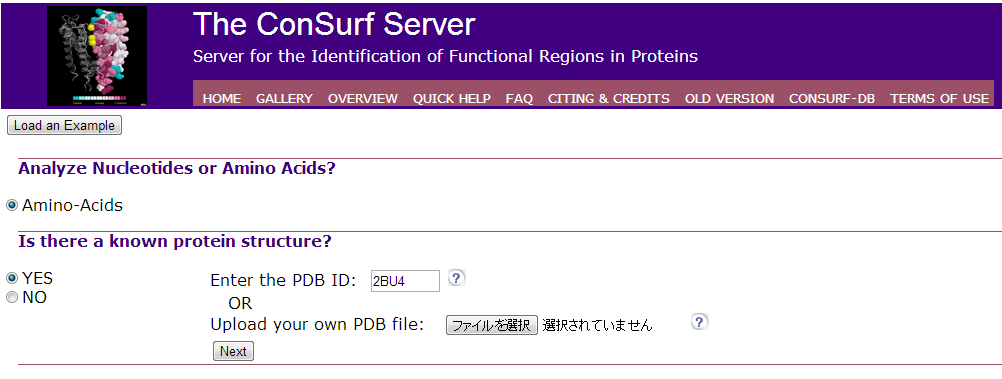 The ConSurf Server
Server for the Identification of Functional Regions in Proteins
HOME GALLERY OVERVIEW QUICK HELP FAQ CITING & CREDITS OLD VERSION CONSURF-DB TERMS OF USE
Load an Example
Analyze Nucleotides or Amino Acids?
Amino-Acids
Is there a known protein structure?
YES Enter the PDB ID: 2BU4 ?
NO OR
Upload your own PDB file: ファイルを選択 選択されていません ?
Next